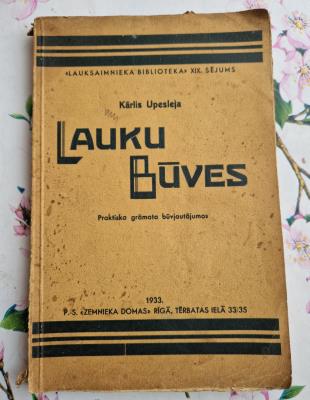 «LAUKSAIMNIEKA BIBLIOTEKA» XIX. SĒJUMS
Kārlis Upesleja
LAUKU
BŪVES
Praktiska grāmata būvjautājumos
1933.
P. S. «ZEMNIEKA DOMAS» RĪGĀ, TĒRBATAS IELĀ 33/35